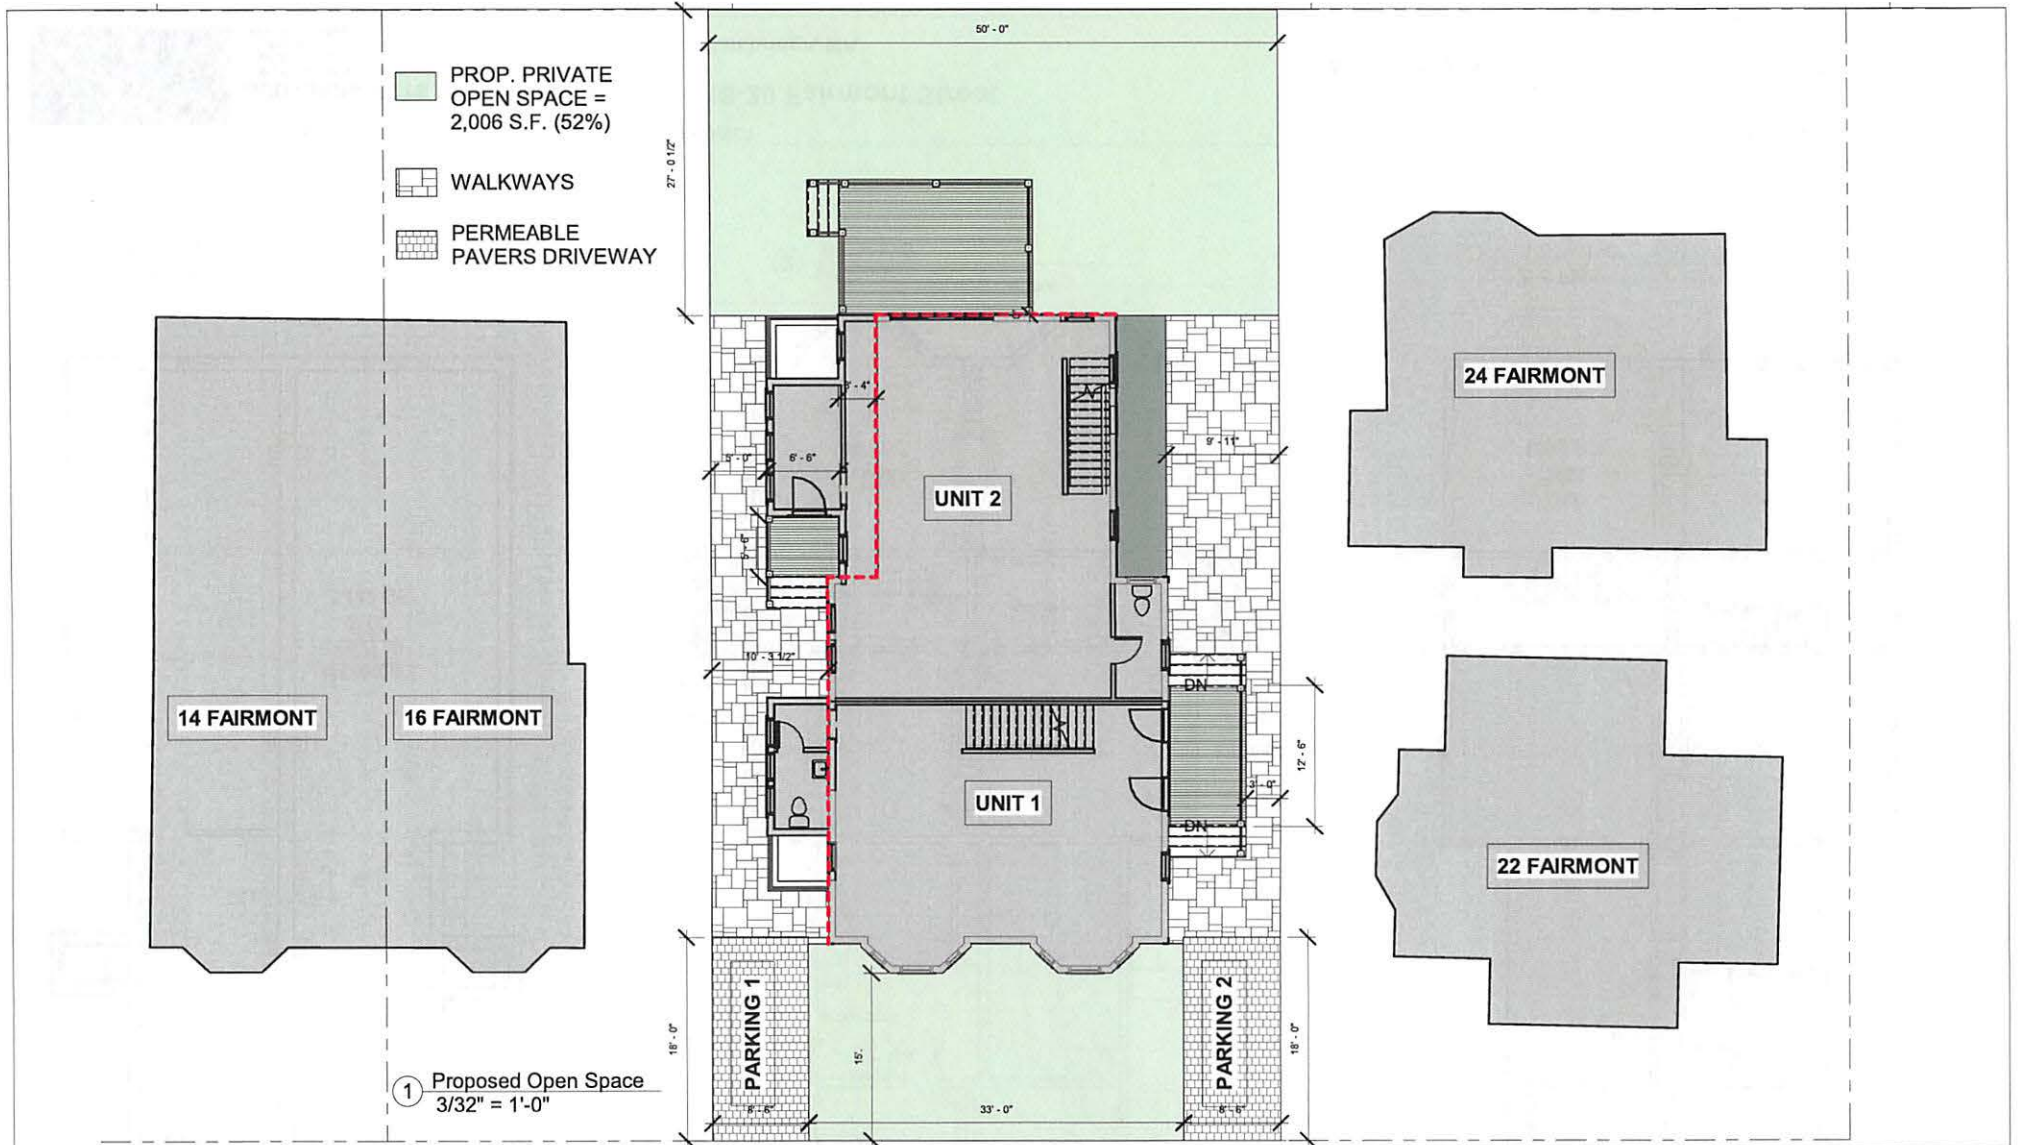 50' - 0"
PROP. PRIVATE
OPEN SPACE =
2,006 S.F. (52%)
WALKWAYS
PERMEABLE
PAVERS DRIVEWAY
27' - 0 1/2"
24 FAIRMONT
9' - 11"
5' - 0"
6' - 6"
UNIT 2
5' - 6"
10' - 3 1/2"
DN
14 FAIRMONT
16 FAIRMONT
12' - 6"
3' - 0"
UNIT 1
DN
22 FAIRMONT
PARKING 1
PARKING 2
18' - 0"
15'
18' - 0"
1 Proposed Open Space
3/32" = 1'-0"
8' - 6"
33' - 0"
8' - 6"